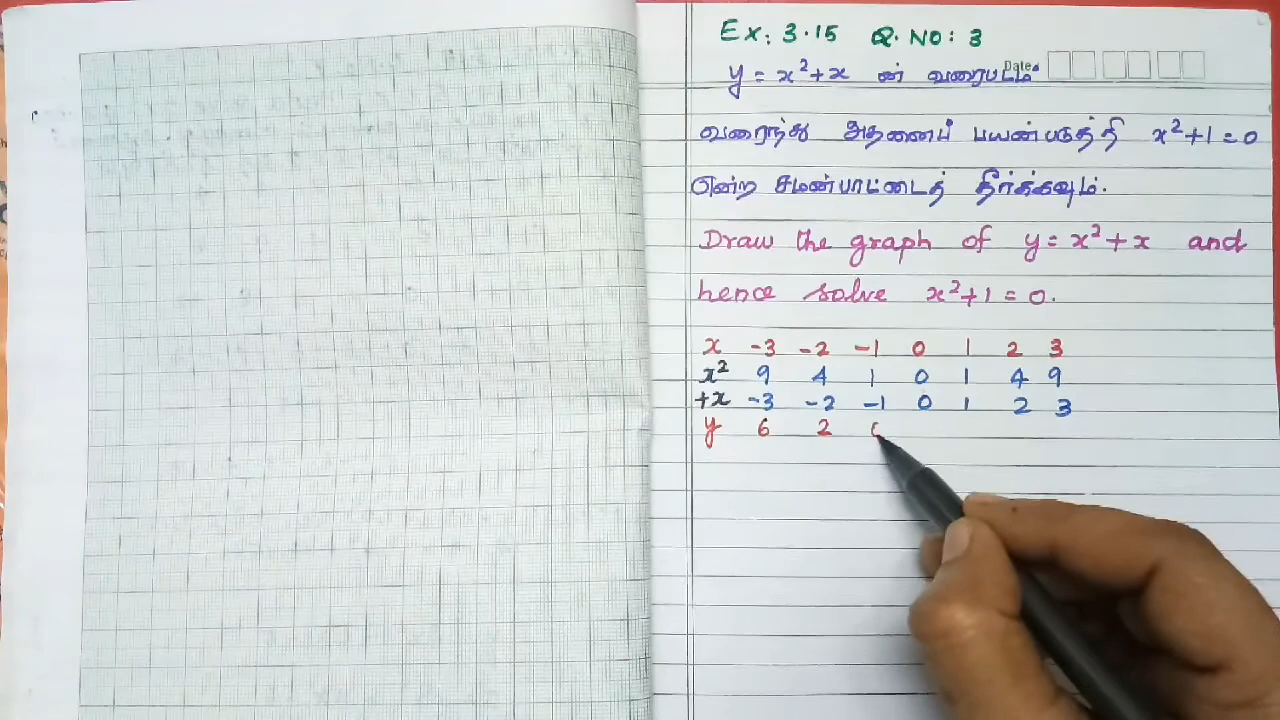 Ex: 3.15 Q. NO: 3
Date
y = x²+x ன் வரைபடம்
வரைந்து அதனைப் பயன்படுத்தி x²+1=0
என்ற சமன்பாட்டைத் தீர்க்கவும்.
Draw the graph of y = x²+x and
hence solve x²+1 = 0.
x -3 -2 -1 0 1 2 3
x² 9 4 1 0 1 4 9
+x -3 -2 -1 0 1 2 3
y 6 2